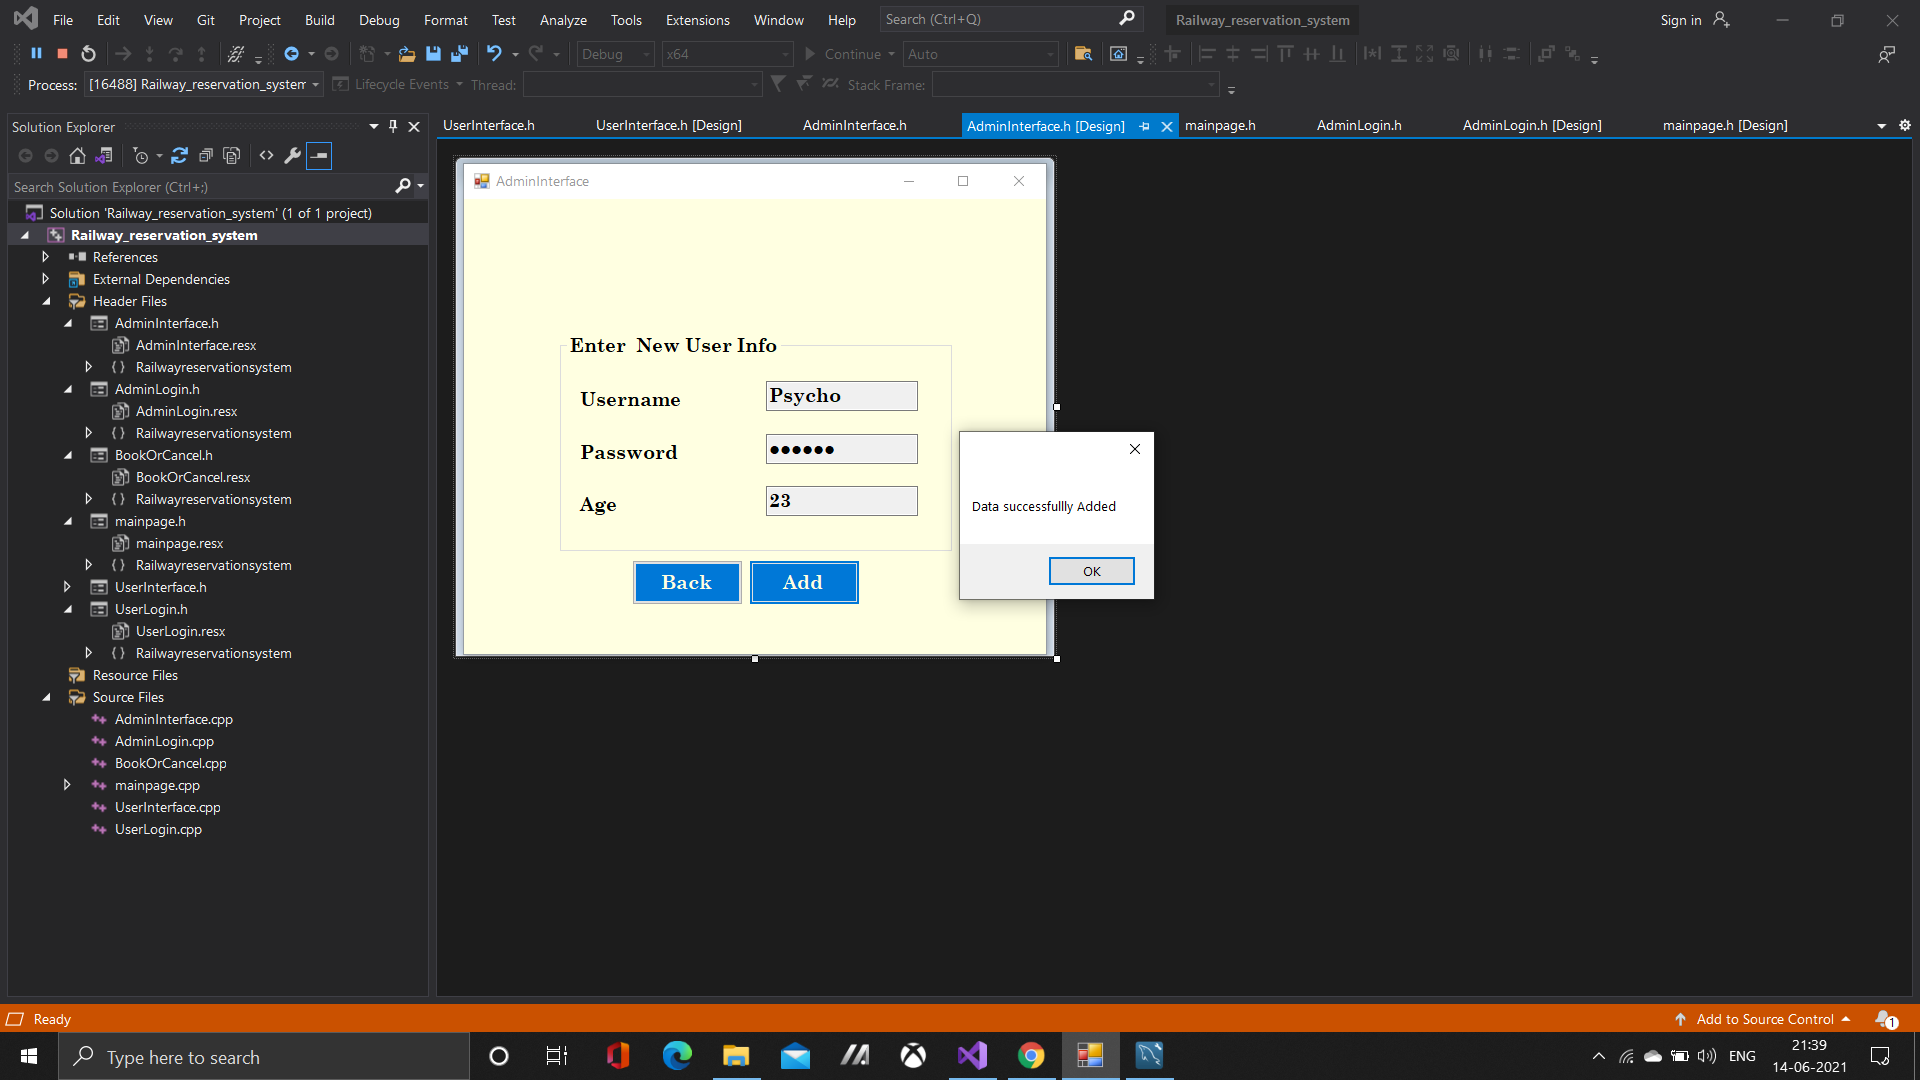 File Edit View Git Project Build Debug Format Test Analyze Tools Extensions Window Help Search (Ctrl+Q) Railway_reservation_system Sign in
Debug x64 Continue Auto
Process: [16488] Railway_reservation_system Lifecycle Events Thread: Stack Frame:
Solution Explorer
UserInterface.h UserInterface.h [Design] AdminInterface.h AdminInterface.h [Design] mainpage.h AdminLogin.h AdminLogin.h [Design] mainpage.h [Design]
Search Solution Explorer (Ctrl+;)
Solution 'Railway_reservation_system' (1 of 1 project)
Railway_reservation_system
References
External Dependencies
Header Files
AdminInterface.h
AdminInterface.resx
Railwayreservationsystem
AdminLogin.h
AdminLogin.resx
Railwayreservationsystem
BookOrCancel.h
BookOrCancel.resx
Railwayreservationsystem
mainpage.h
mainpage.resx
Railwayreservationsystem
UserInterface.h
UserLogin.h
UserLogin.resx
Railwayreservationsystem
Resource Files
Source Files
AdminInterface.cpp
AdminLogin.cpp
BookOrCancel.cpp
mainpage.cpp
UserInterface.cpp
UserLogin.cpp
AdminInterface
Enter New User Info
Username Psycho
Password ●●●●●●
Age 23
Back Add
Data successfullly Added
OK
Ready
Add to Source Control
1
Type here to search
ENG
21:39
14-06-2021